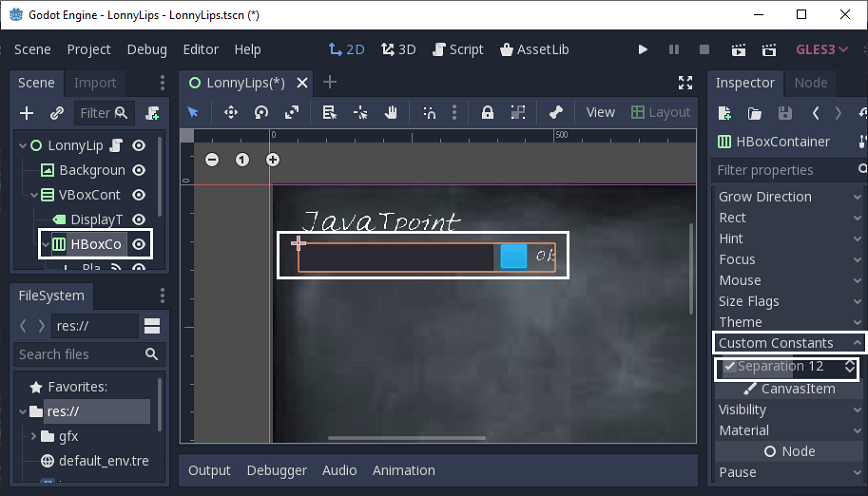 Godot Engine - LonnyLips - LonnyLips.tscn (*)
Scene Project Debug Editor Help 2D 3D Script AssetLib GLES3
Scene Import LonnyLips(*) Inspector Node
Filter View Layout
LonnyLip
Backgroun
VBoxCont
DisplayT
HBoxCo
Pla
FileSystem
res://
Search files
Favorites:
res://
gfx
default_env.tre
0 500
0
1
JavaTpoint
Ok
Output Debugger Audio Animation
HBoxContainer
Filter properties
Grow Direction
Rect
Hint
Focus
Mouse
Size Flags
Theme
Custom Constants
Separation 12
CanvasItem
Visibility
Material
Node
Pause